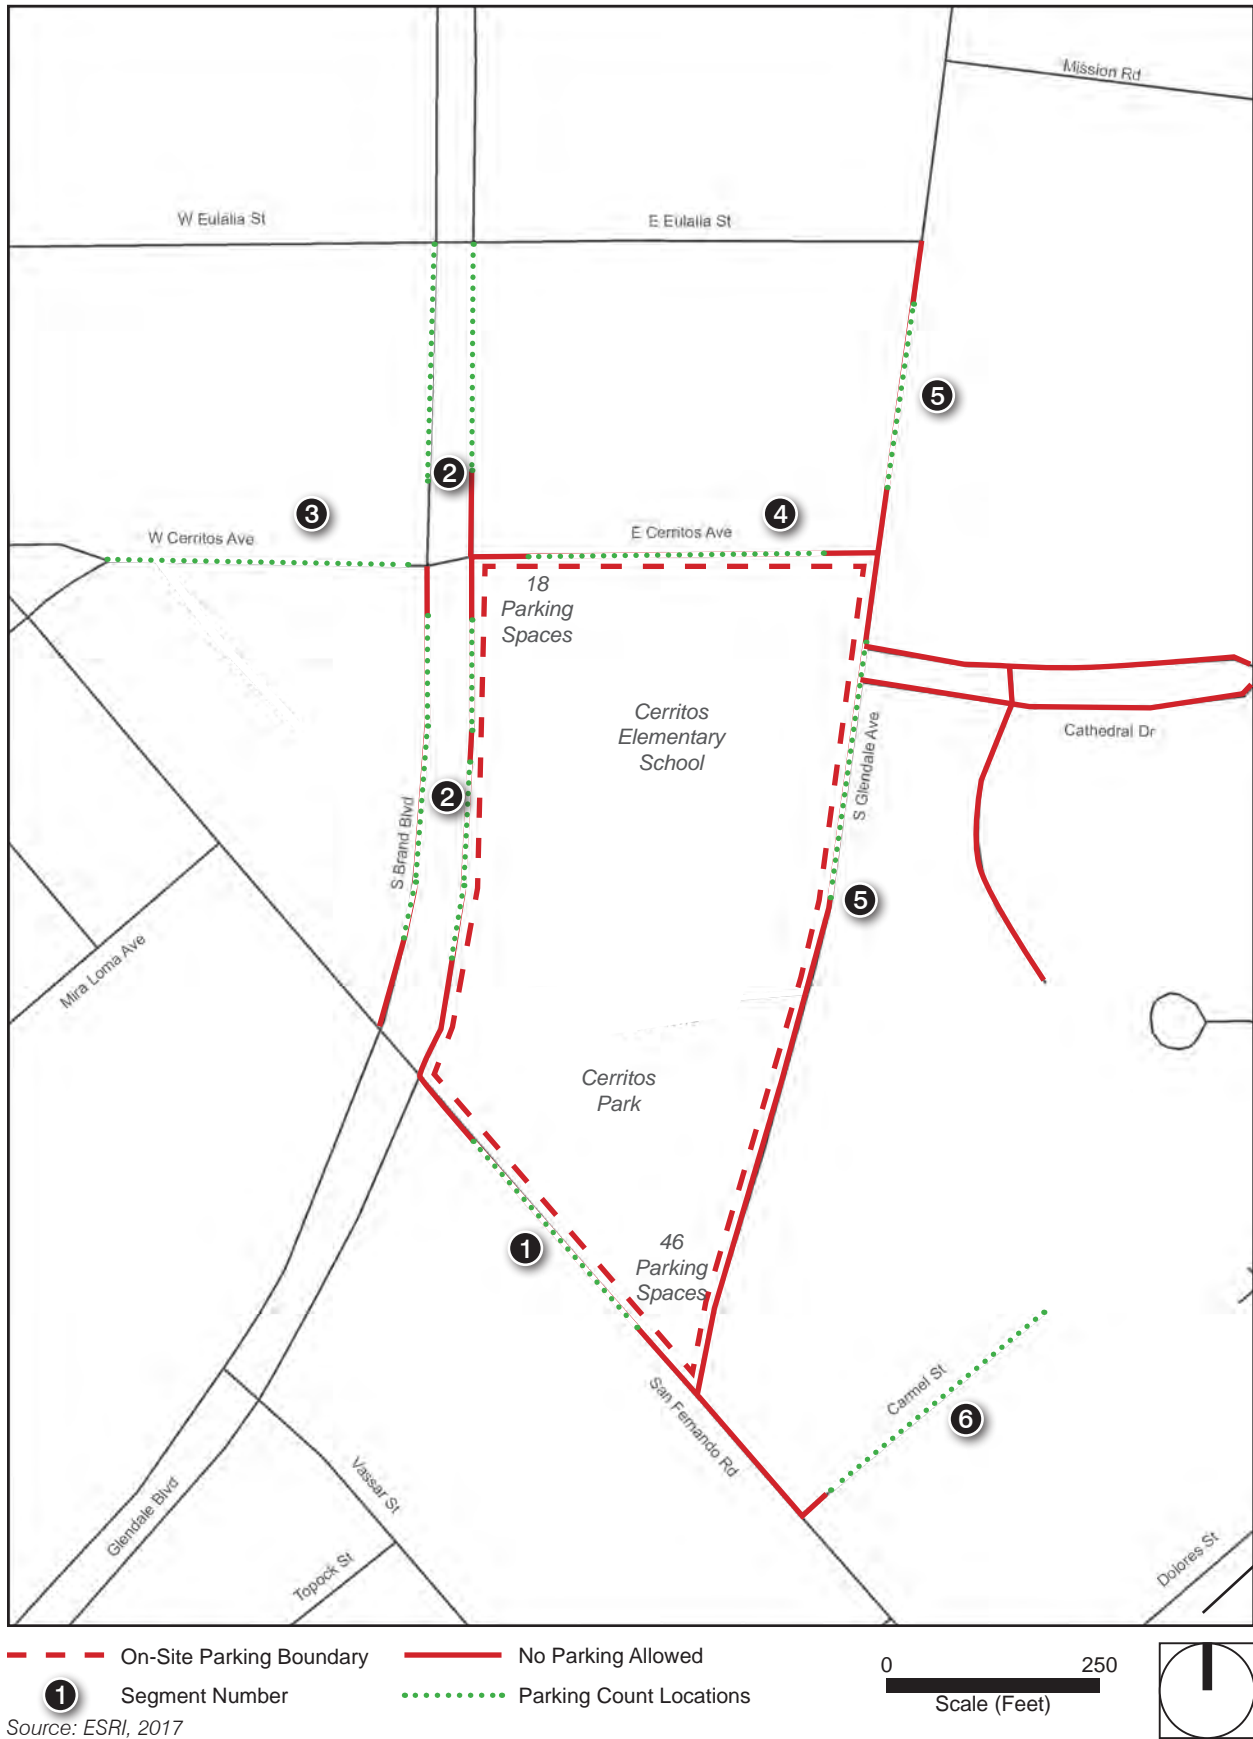 Mission Rd
W Eulalia St
E Eulalia St
5
2
3
4
W Cerritos Ave
E Cerritos Ave
18
Parking
Spaces
Cerritos
Elementary
School
Cathedral Dr
S Glendale Ave
2
S Brand Blvd
5
Mira Loma Ave
Cerritos
Park
1
46
Parking
Spaces
San Fernando Rd
Carmel St
6
Vassar St
Glendale Blvd
Topock St
Dolores St
On-Site Parking Boundary
No Parking Allowed
0 250
1 Segment Number
Parking Count Locations
Scale (Feet)
Source: ESRI, 2017